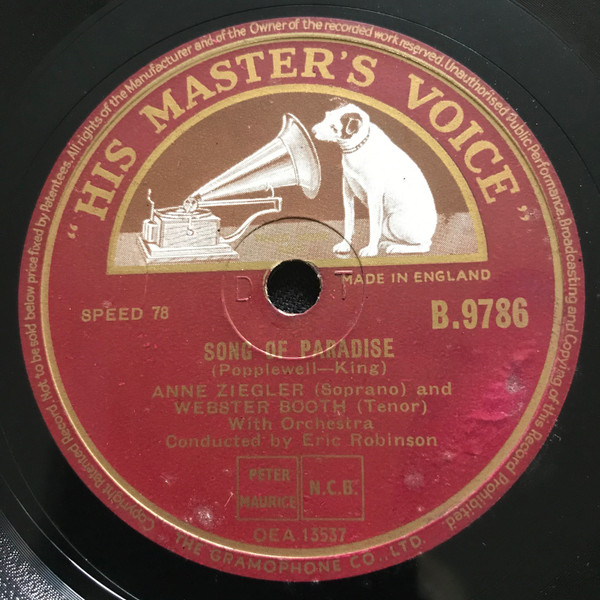 Copyright Patented Record Not to be sold below price fixed by Patentees. All rights of the Manufacturer and of the Owner of the recorded work reserved. Unauthorised Public Performance, Broadcasting and Copying of this Record Prohibited.
"HIS MASTER'S VOICE"
MADE IN ENGLAND
D T
SPEED 78
B.9786
SONG OF PARADISE
(Popplewell—King)
ANNE ZIEGLER (Soprano) and
WEBSTER BOOTH (Tenor)
With Orchestra
Conducted by Eric Robinson
PETER
MAURICE
N.C.B.
OEA 13537
THE GRAMOPHONE CO., LTD.